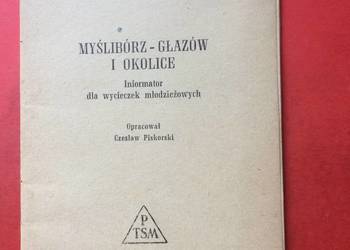 MYŚLIBÓRZ - GŁAZÓW
I OKOLICE
Informator
dla wycieczek młodzieżowych
Opracował
Czesław Piskorski
P
TSM